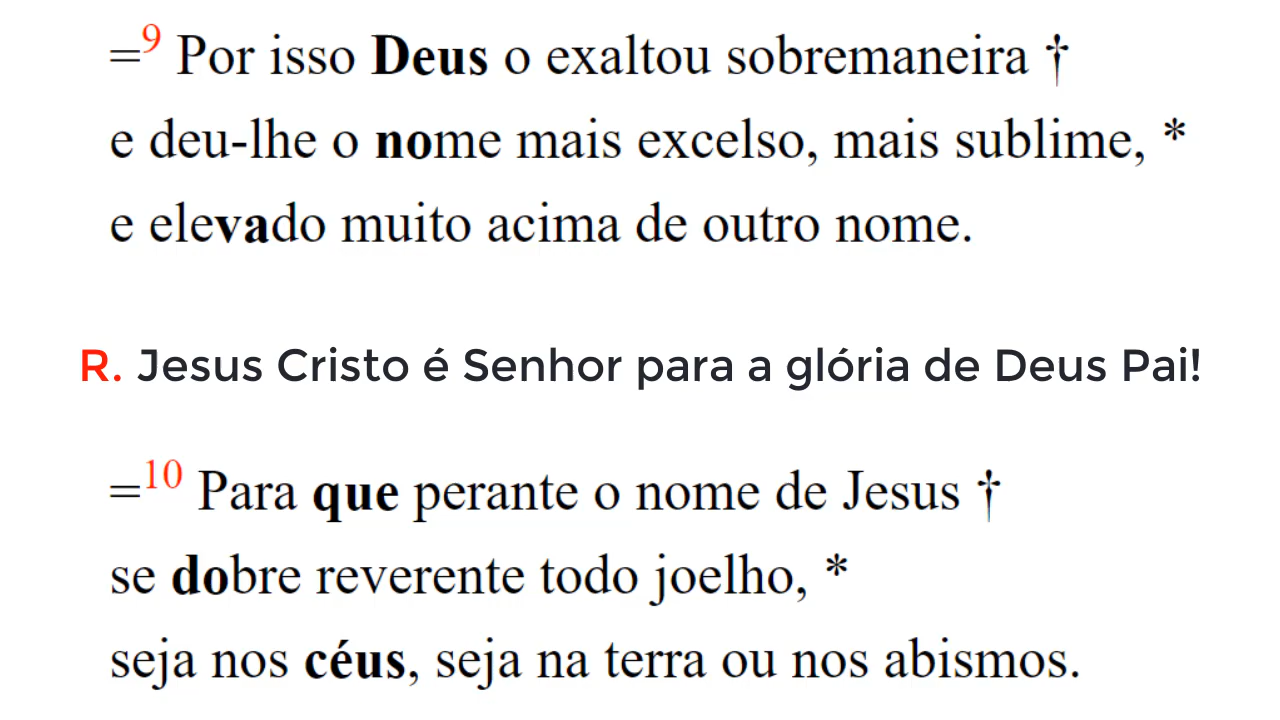 =9 Por isso Deus o exaltou sobremaneira †
e deu-lhe o nome mais excelso, mais sublime, *
e elevado muito acima de outro nome.
R. Jesus Cristo é Senhor para a glória de Deus Pai!
=10 Para que perante o nome de Jesus †
se dobre reverente todo joelho, *
seja nos céus, seja na terra ou nos abismos.